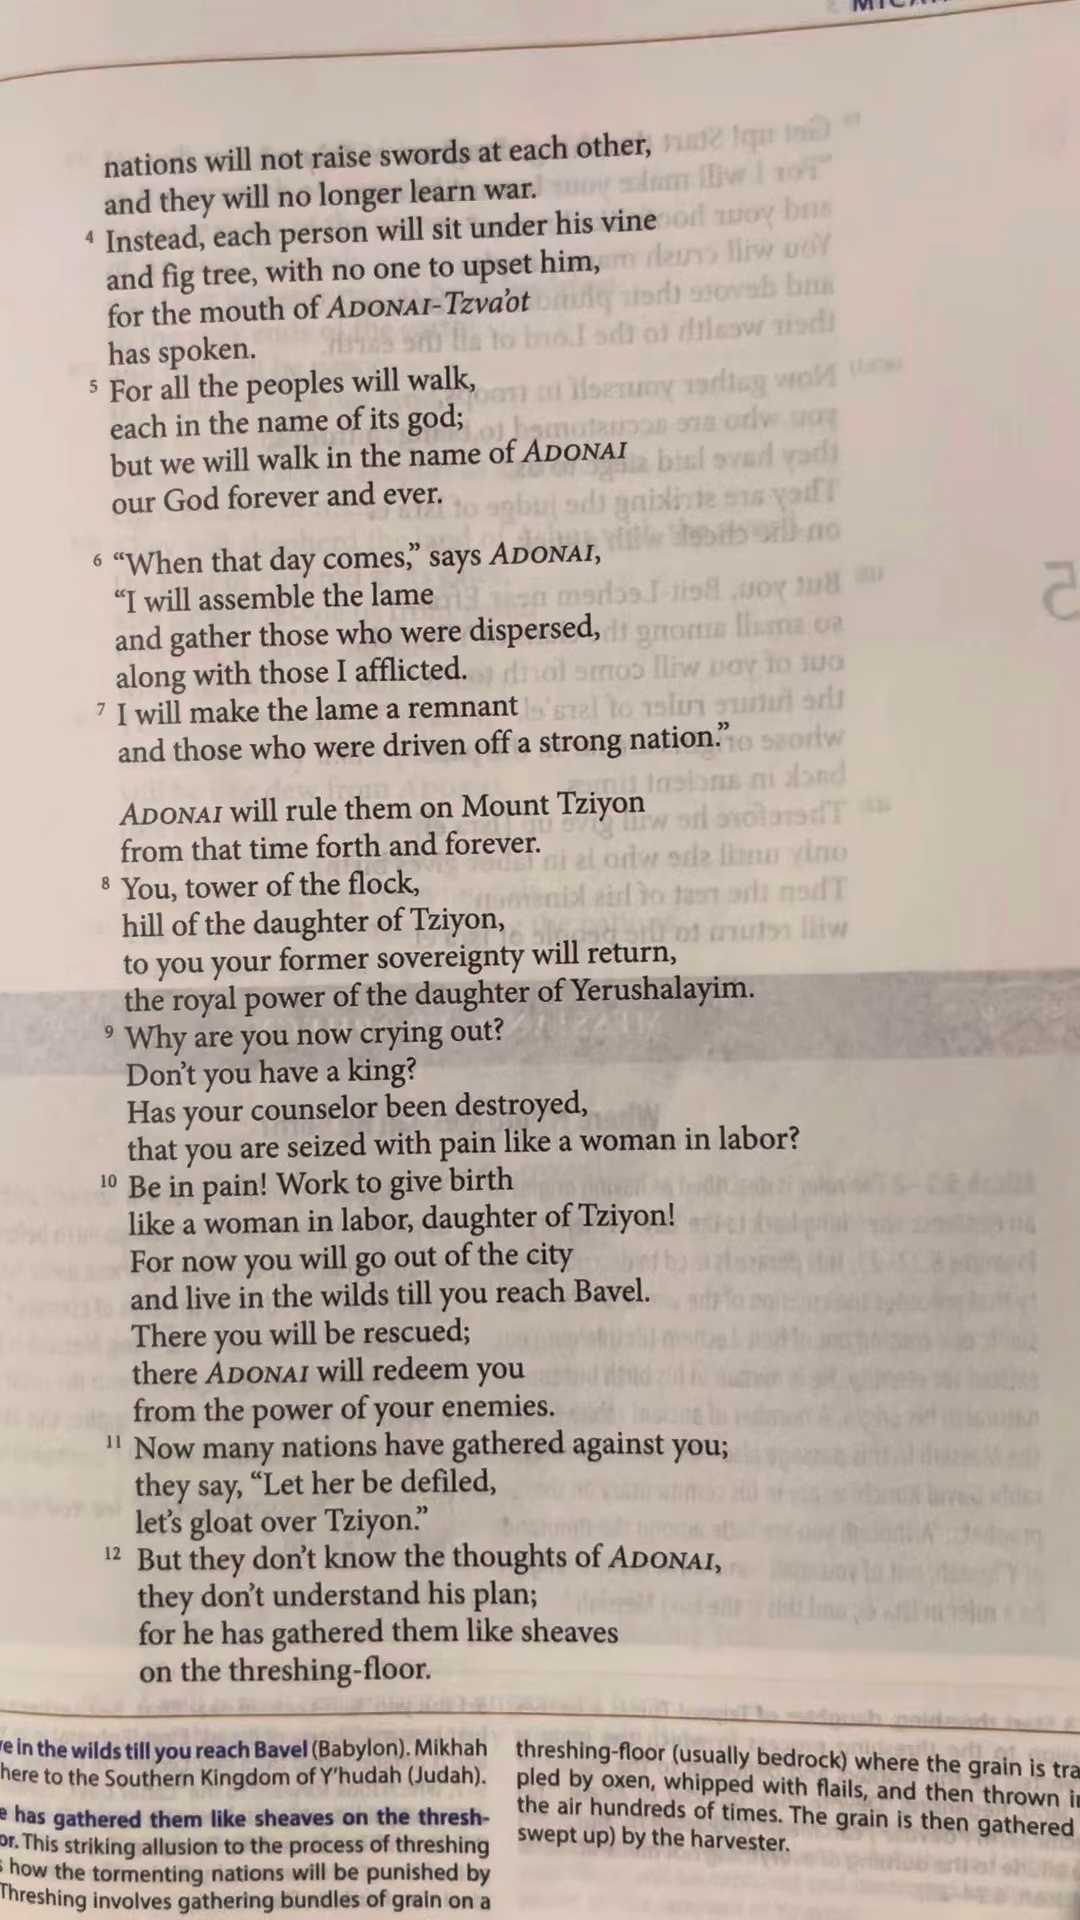 nations will not raise swords at each other,
and they will no longer learn war.
4 Instead, each person will sit under his vine
and fig tree, with no one to upset him,
for the mouth of ADONAI-Tzva’ot
has spoken.
5 For all the peoples will walk,
each in the name of its god;
but we will walk in the name of ADONAI
our God forever and ever.
6 “When that day comes,” says ADONAI,
“I will assemble the lame
and gather those who were dispersed,
along with those I afflicted.
7 I will make the lame a remnant
and those who were driven off a strong nation.”
ADONAI will rule them on Mount Tziyon
from that time forth and forever.
8 You, tower of the flock,
hill of the daughter of Tziyon,
to you your former sovereignty will return,
the royal power of the daughter of Yerushalayim.
9 Why are you now crying out?
Don’t you have a king?
Has your counselor been destroyed,
that you are seized with pain like a woman in labor?
10 Be in pain! Work to give birth
like a woman in labor, daughter of Tziyon!
For now you will go out of the city
and live in the wilds till you reach Bavel.
There you will be rescued;
there ADONAI will redeem you
from the power of your enemies.
11 Now many nations have gathered against you;
they say, “Let her be defiled,
let’s gloat over Tziyon.”
12 But they don’t know the thoughts of ADONAI,
they don’t understand his plan;
for he has gathered them like sheaves
on the threshing-floor.
in the wilds till you reach Bavel (Babylon). Mikhah
here to the Southern Kingdom of Y’hudah (Judah).
has gathered them like sheaves on the thresh-
or. This striking allusion to the process of threshing
how the tormenting nations will be punished by
Threshing involves gathering bundles of grain on a
threshing-floor (usually bedrock) where the grain is tra
pled by oxen, whipped with flails, and then thrown i
the air hundreds of times. The grain is then gathered
swept up) by the harvester.